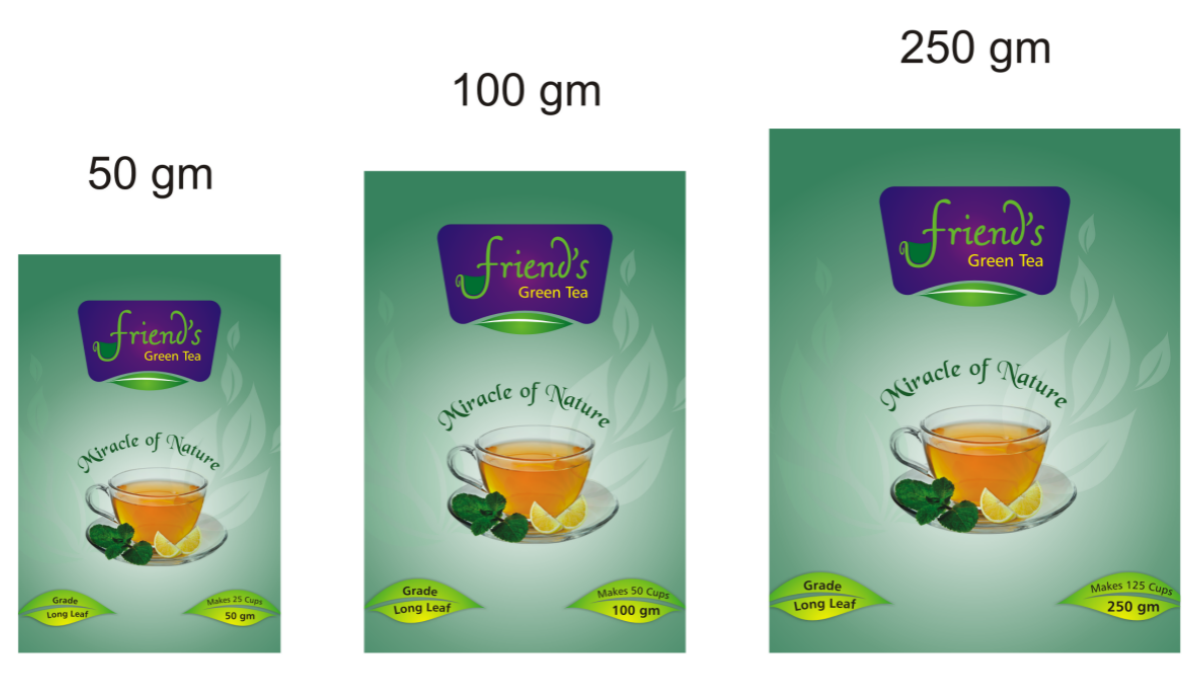 50 gm
friend's
Green Tea
Miracle of Nature
Grade
Long Leaf
Makes 25 Cups
50 gm
100 gm
friend's
Green Tea
Miracle of Nature
Grade
Long Leaf
Makes 50 Cups
100 gm
250 gm
friend's
Green Tea
Miracle of Nature
Grade
Long Leaf
Makes 125 Cups
250 gm